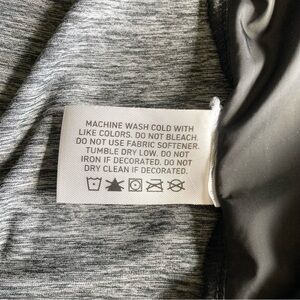 MACHINE WASH COLD WITH
LIKE COLORS. DO NOT BLEACH.
DO NOT USE FABRIC SOFTENER.
TUMBLE DRY LOW. DO NOT
IRON IF DECORATED. DO NOT
DRY CLEAN IF DECORATED.